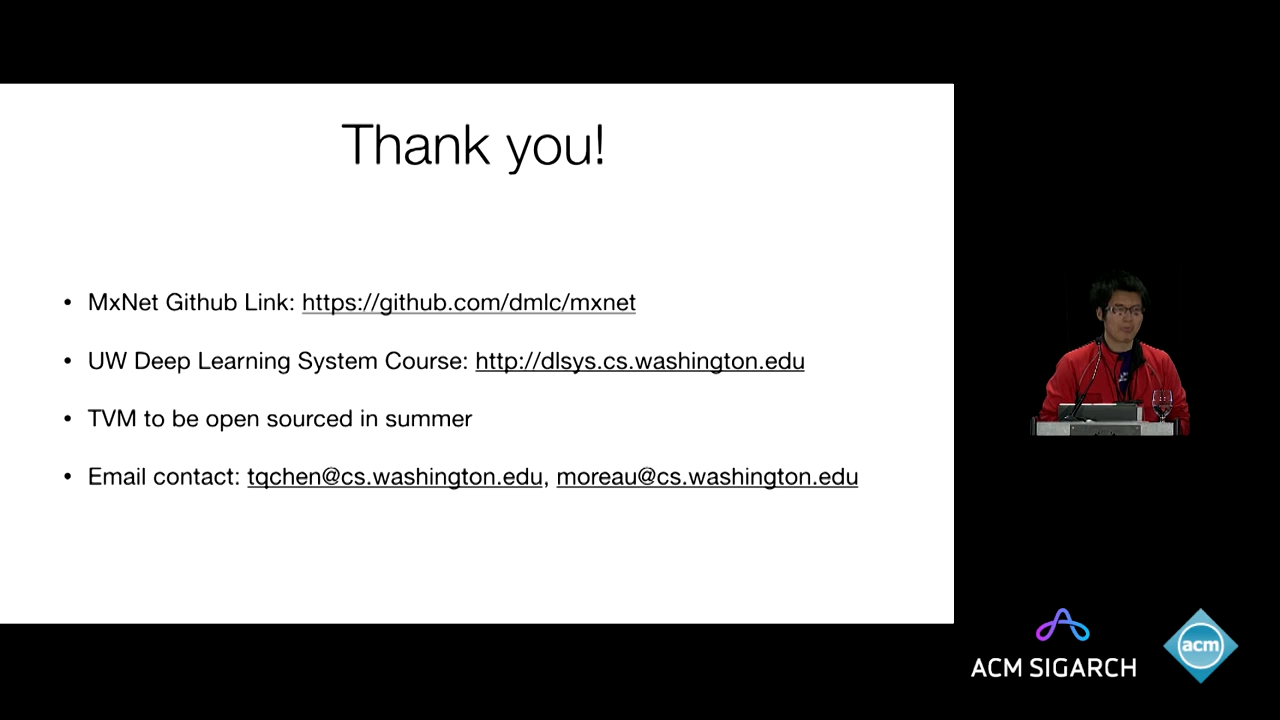 Thank you!
• MxNet Github Link: https://github.com/dmlc/mxnet
• UW Deep Learning System Course: http://dlsys.cs.washington.edu
• TVM to be open sourced in summer
• Email contact: tqchen@cs.washington.edu, moreau@cs.washington.edu
ACM SIGARCH
acm